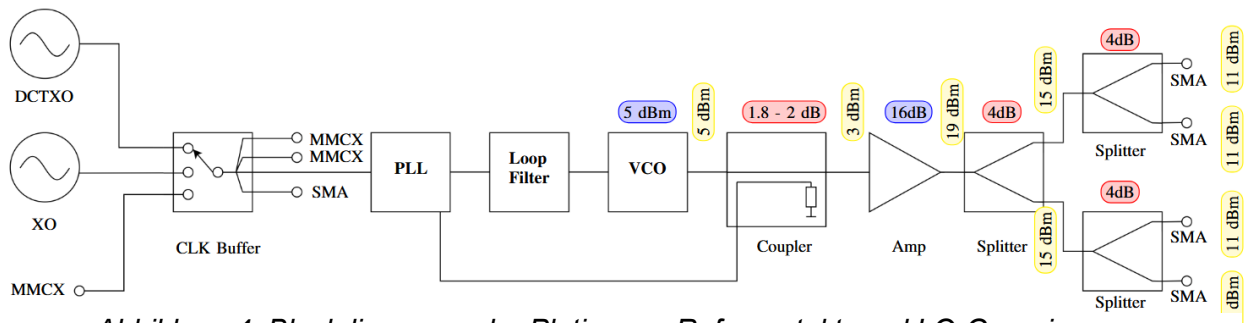 DCTXO
XO
MMCX
CLK Buffer
MMCX
MMCX
SMA
PLL
Loop
Filter
5 dBm
VCO
5 dBm
1.8 - 2 dB
Coupler
3 dBm
16dB
Amp
19 dBm
4dB
Splitter
15 dBm
15 dBm
4dB
SMA
SMA
Splitter
11 dBm
11 dBm
4dB
SMA
SMA
Splitter
11 dBm
dBm